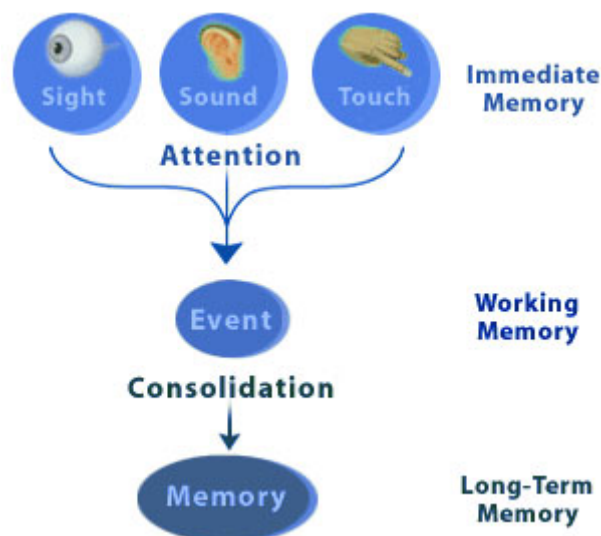 Sight
Sound
Touch
Immediate
Memory
Attention
Event
Working
Memory
Consolidation
Memory
Long-Term
Memory